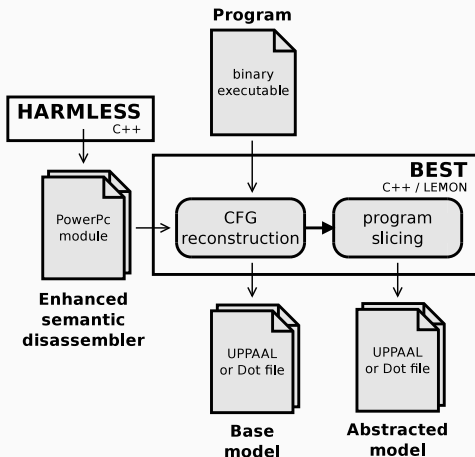 Program
binary
executable
HARMLESS
C++
BEST
C++ / LEMON
PowerPc
module
CFG
reconstruction
program
slicing
Enhanced
semantic
disassembler
UPPAAL
or Dot file
UPPAAL
or Dot file
Base
model
Abstracted
model